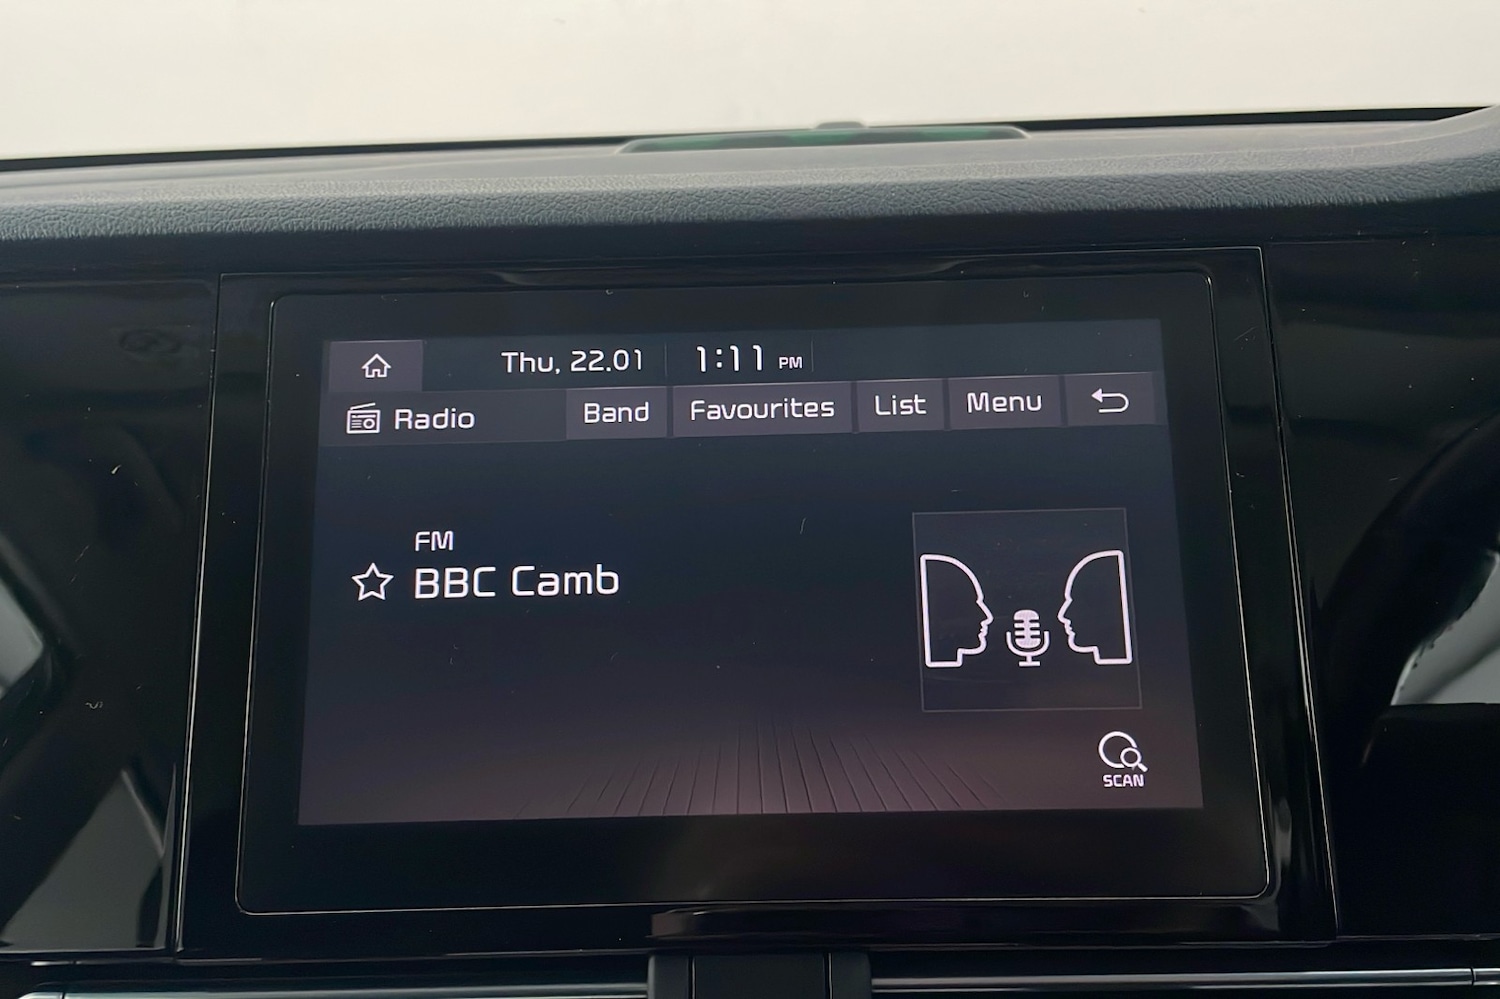 Thu, 22.01 1:11 PM
Radio Band Favourites List Menu
FM
BBC Camb
SCAN